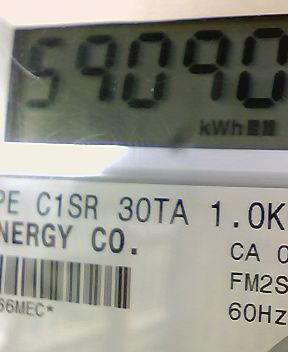 59090
kWh
PE C1SR 30TA 1.0K
NERGY CO.
CA 0
FM2S
66MEC*
60Hz